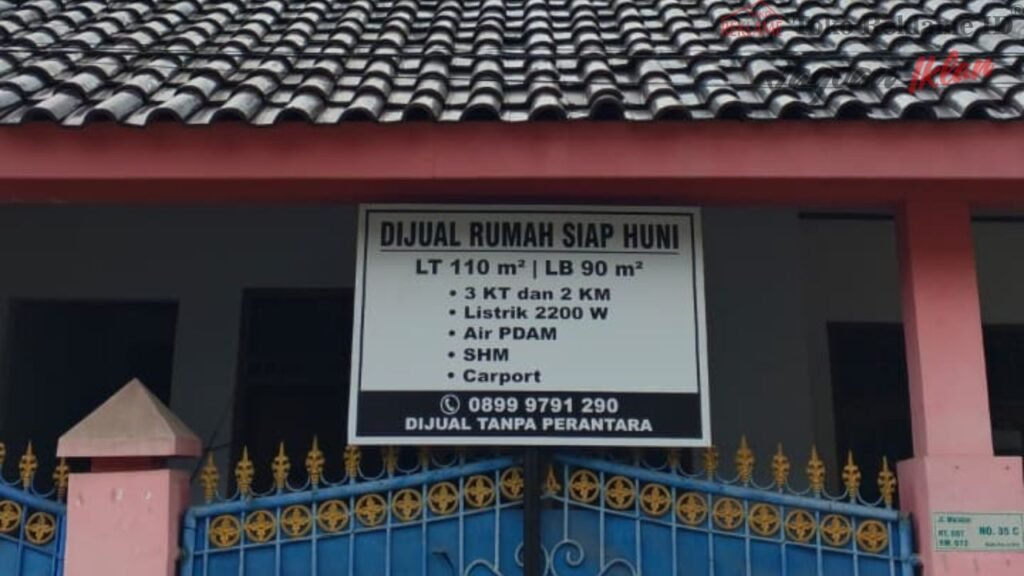 Iklan
DIJUAL RUMAH SIAP HUNI
LT 110 m² | LB 90 m²
• 3 KT dan 2 KM
• Listrik 2200 W
• Air PDAM
• SHM
• Carport
0899 9791 290
DIJUAL TANPA PERANTARA
NO. 35 C